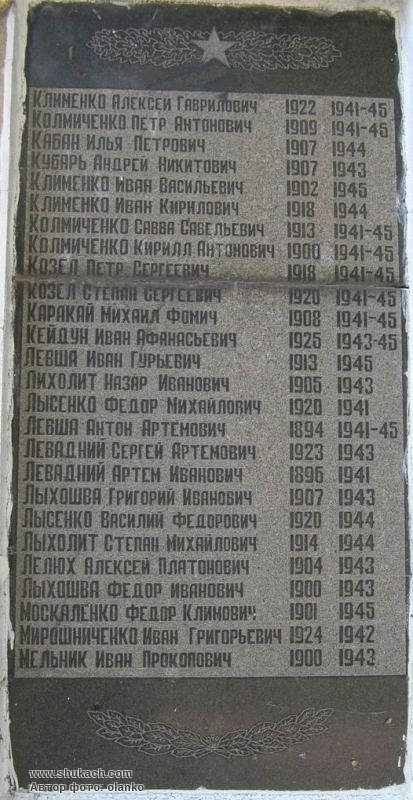 Клименко Алексей Гаврилович 1922 1941-45
Колмиченко Петр Антонович 1909 1941-45
Кабан Илья Петрович 1907 1944
Кубарь Андрей Никитович 1907 1943
Клименко Иван Васильевич 1902 1945
Клименко Иван Кирилович 1918 1944
Колмиченко Савва Савельевич 1913 1941-45
Колмиченко Кирилл Антонович 1900 1941-45
Козел Петр Сергеевич 1918 1941-45
Козел Степан Сергеевич 1920 1941-45
Каракай Михаил Фомич 1908 1941-45
Кейдун Иван Афанасьевич 1925 1943-45
Левша Иван Гурьевич 1913 1945
Лихолит Назар Иванович 1905 1943
Лысенко Федор Михайлович 1920 1941
Левша Антон Артемович 1894 1941-45
Левадний Сергей Артемович 1923 1943
Левадний Артем Иванович 1896 1941
Лыхошва Григорий Иванович 1907 1943
Лысенко Василий Федорович 1920 1944
Лыхолит Степан Михайлович 1914 1944
Лелюх Алексей Платонович 1904 1943
Лыхошва Федор Иванович 1900 1943
Москаленко Федор Климович 1901 1945
Мирошниченко Иван Григорьевич 1924 1942
Мельник Иван Прокопович 1900 1943
www.shukach.com
Автор фото: olanko